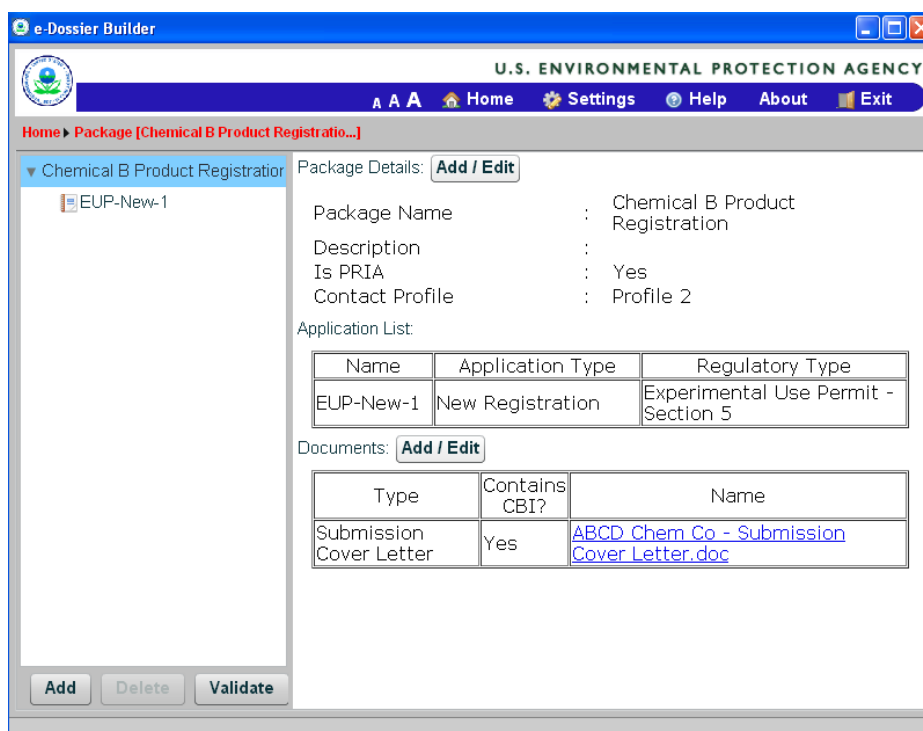 e-Dossier Builder
U.S. ENVIRONMENTAL PROTECTION AGENCY
A A A Home Settings Help About Exit
Home Package [Chemical B Product Registratio...]
Chemical B Product Registration
EUP-New-1
Package Details: Add / Edit
Package Name : Chemical B Product
Registration
Description :
Is PRIA : Yes
Contact Profile : Profile 2
Application List:
Name Application Type Regulatory Type
EUP-New-1 New Registration Experimental Use Permit -
Section 5
Documents: Add / Edit
Type Contains
CBI? Name
Submission
Cover Letter Yes ABCD Chem Co - Submission
Cover Letter.doc
Add Delete Validate